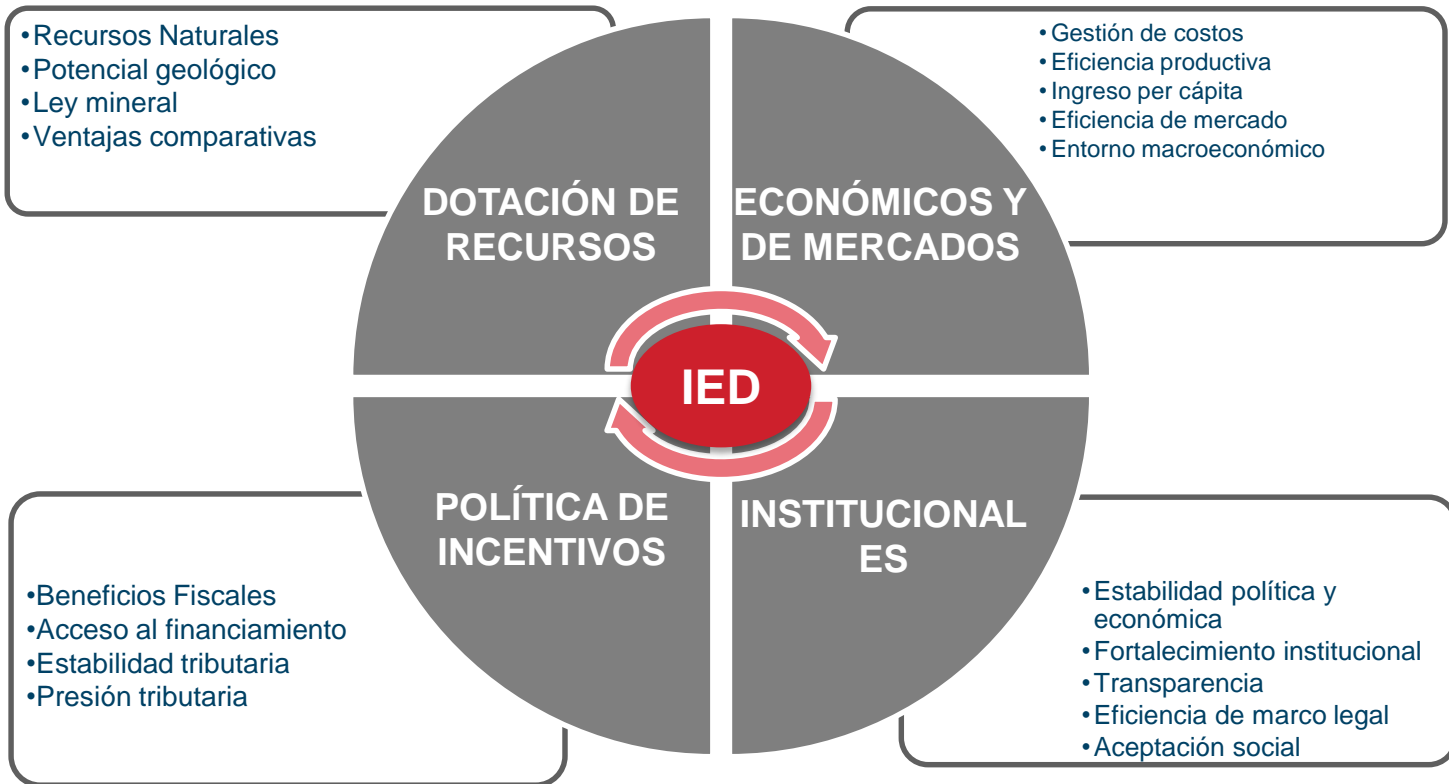 •Recursos Naturales
•Potencial geológico
•Ley mineral
•Ventajas comparativas
•Gestión de costos
•Eficiencia productiva
•Ingreso per cápita
•Eficiencia de mercado
•Entorno macroeconómico
DOTACIÓN DE
RECURSOS
ECONÓMICOS Y
DE MERCADOS
IED
POLÍTICA DE
INCENTIVOS
INSTITUCIONAL
ES
•Beneficios Fiscales
•Acceso al financiamiento
•Estabilidad tributaria
•Presión tributaria
•Estabilidad política y
económica
•Fortalecimiento institucional
•Transparencia
•Eficiencia de marco legal
•Aceptación social